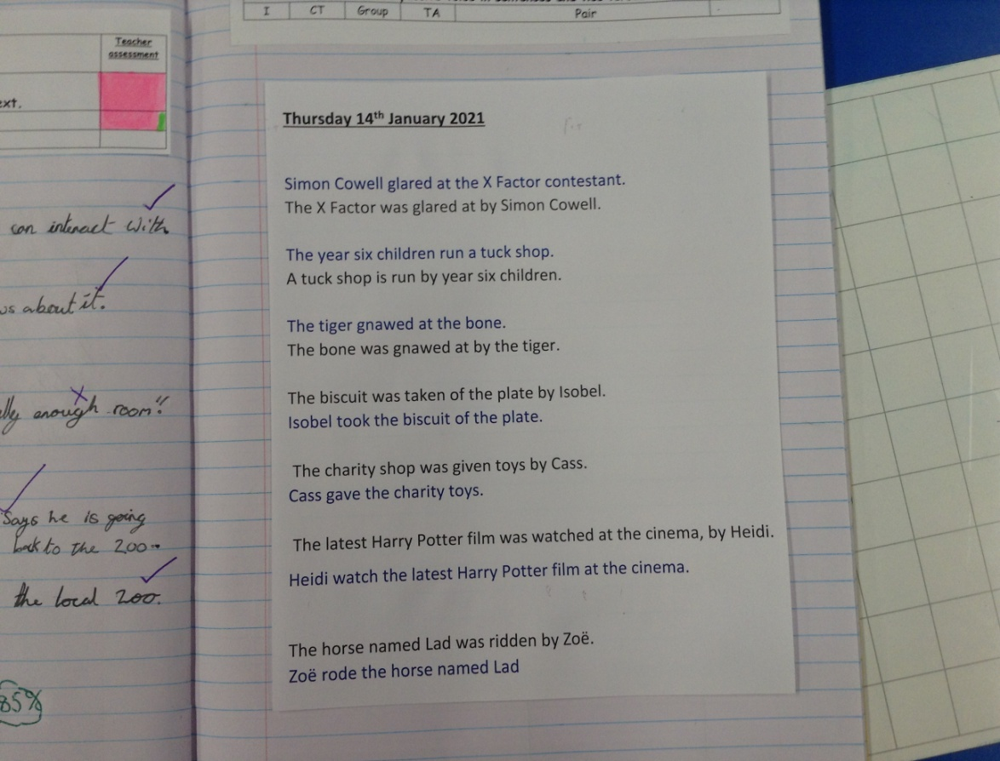 I CT Group TA Pair
Teacher
assessment
ext.
can interact With
us about it.
enough room!!
Says he is going
back to the zoo
the local zoo.
85%
Thursday 14th January 2021
Simon Cowell glared at the X Factor contestant.
The X Factor was glared at by Simon Cowell.
The year six children run a tuck shop.
A tuck shop is run by year six children.
The tiger gnawed at the bone.
The bone was gnawed at by the tiger.
The biscuit was taken of the plate by Isobel.
Isobel took the biscuit of the plate.
The charity shop was given toys by Cass.
Cass gave the charity toys.
The latest Harry Potter film was watched at the cinema, by Heidi.
Heidi watch the latest Harry Potter film at the cinema.
The horse named Lad was ridden by Zoë.
Zoë rode the horse named Lad